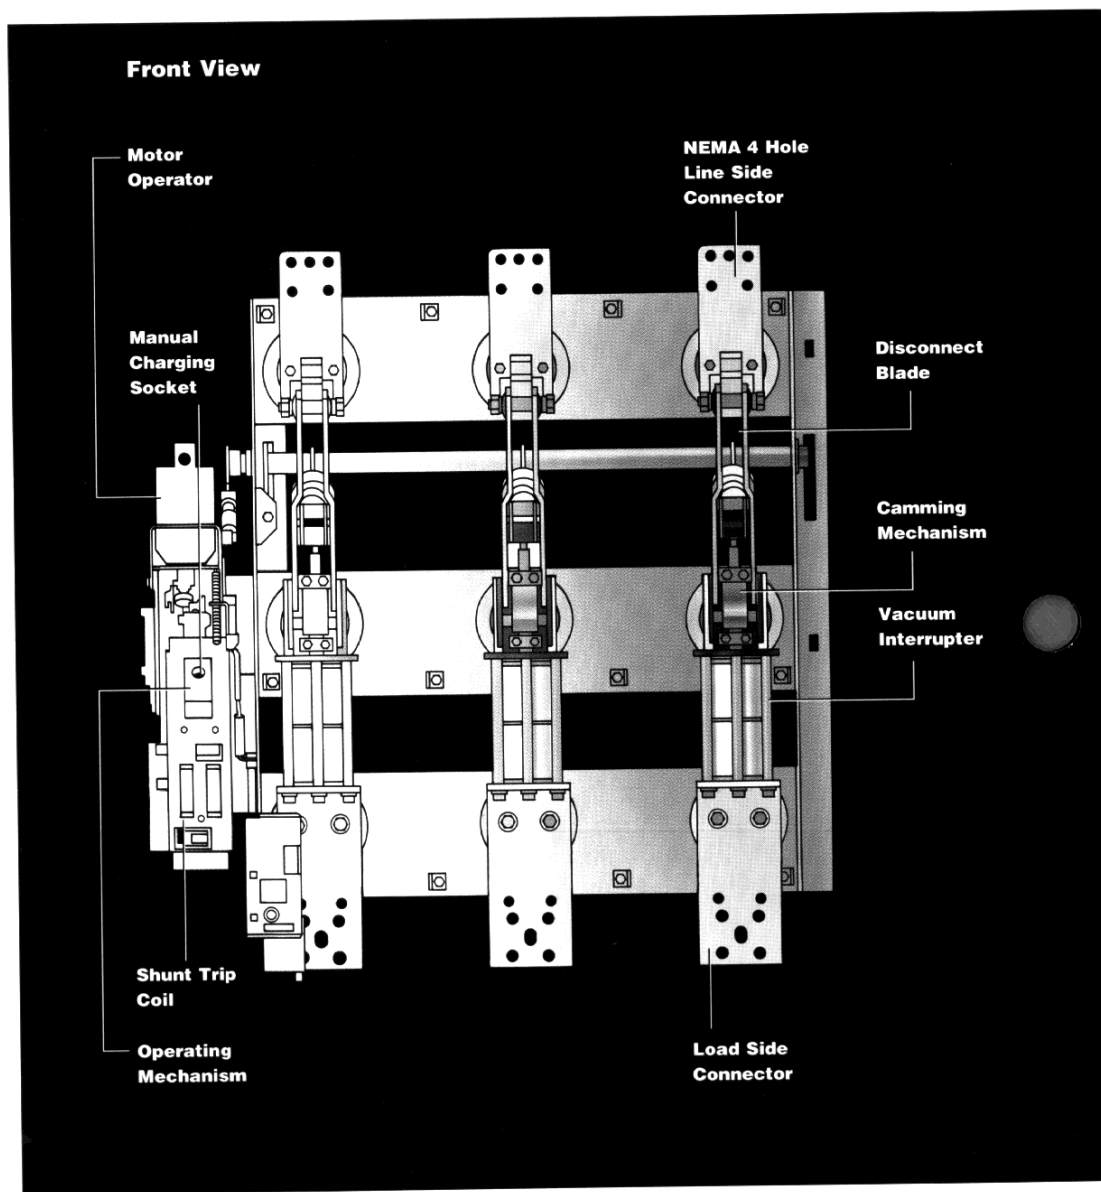 Front View
Motor
Operator
NEMA 4 Hole
Line Side
Connector
Manual
Charging
Socket
Disconnect
Blade
Camming
Mechanism
Vacuum
Interrupter
Shunt Trip
Coil
Operating
Mechanism
Load Side
Connector